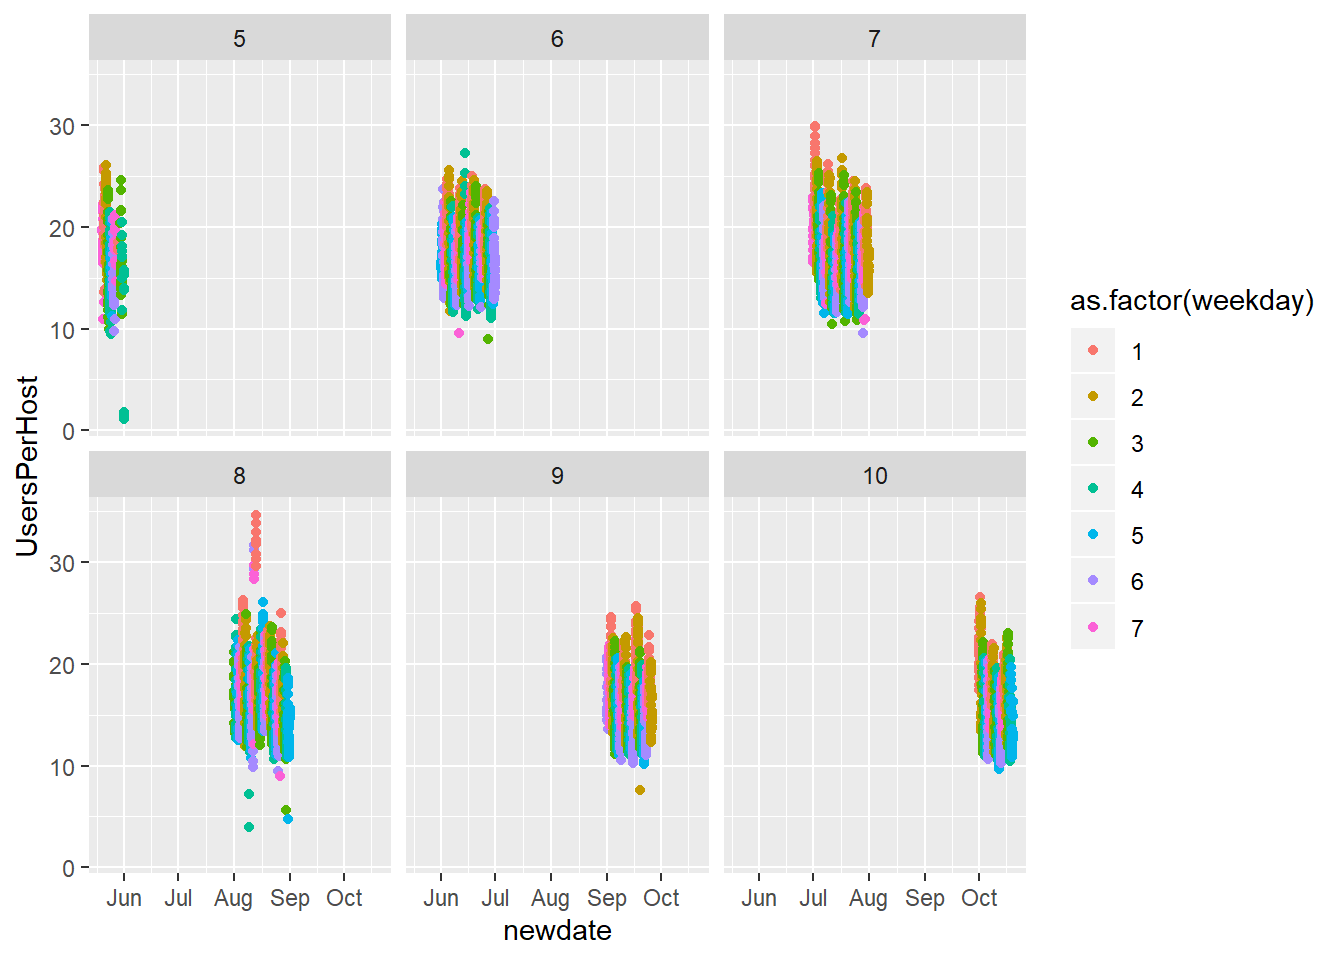 5 6 7
30
20
10
0
UsersPerHost
8 9 10
30
20
10
0
Jun Jul Aug Sep Oct Jun Jul Aug Sep Oct Jun Jul Aug Sep Oct
newdate
as.factor(weekday)
1
2
3
4
5
6
7